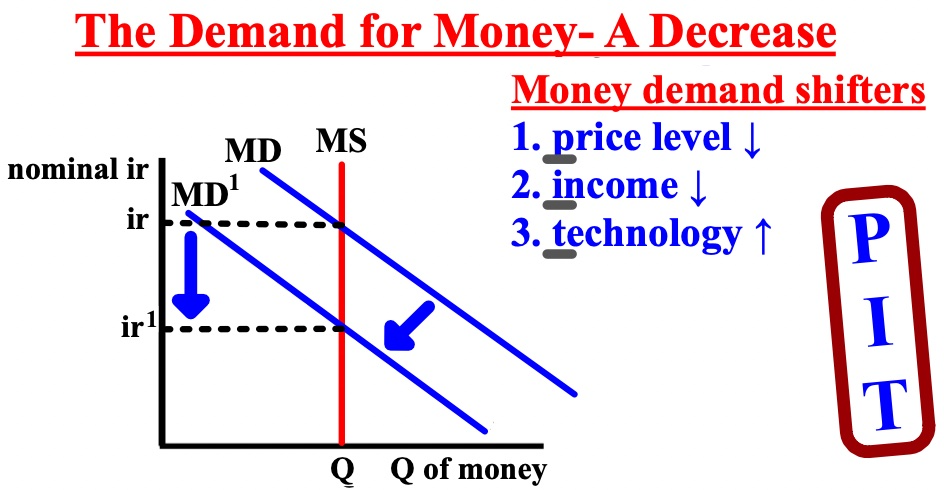 The Demand for Money- A Decrease
Money demand shifters
1. price level ↓
2. income ↓
3. technology ↑
P
I
T
MD
MS
nominal ir
MD¹
ir
ir¹
Q
Q of money